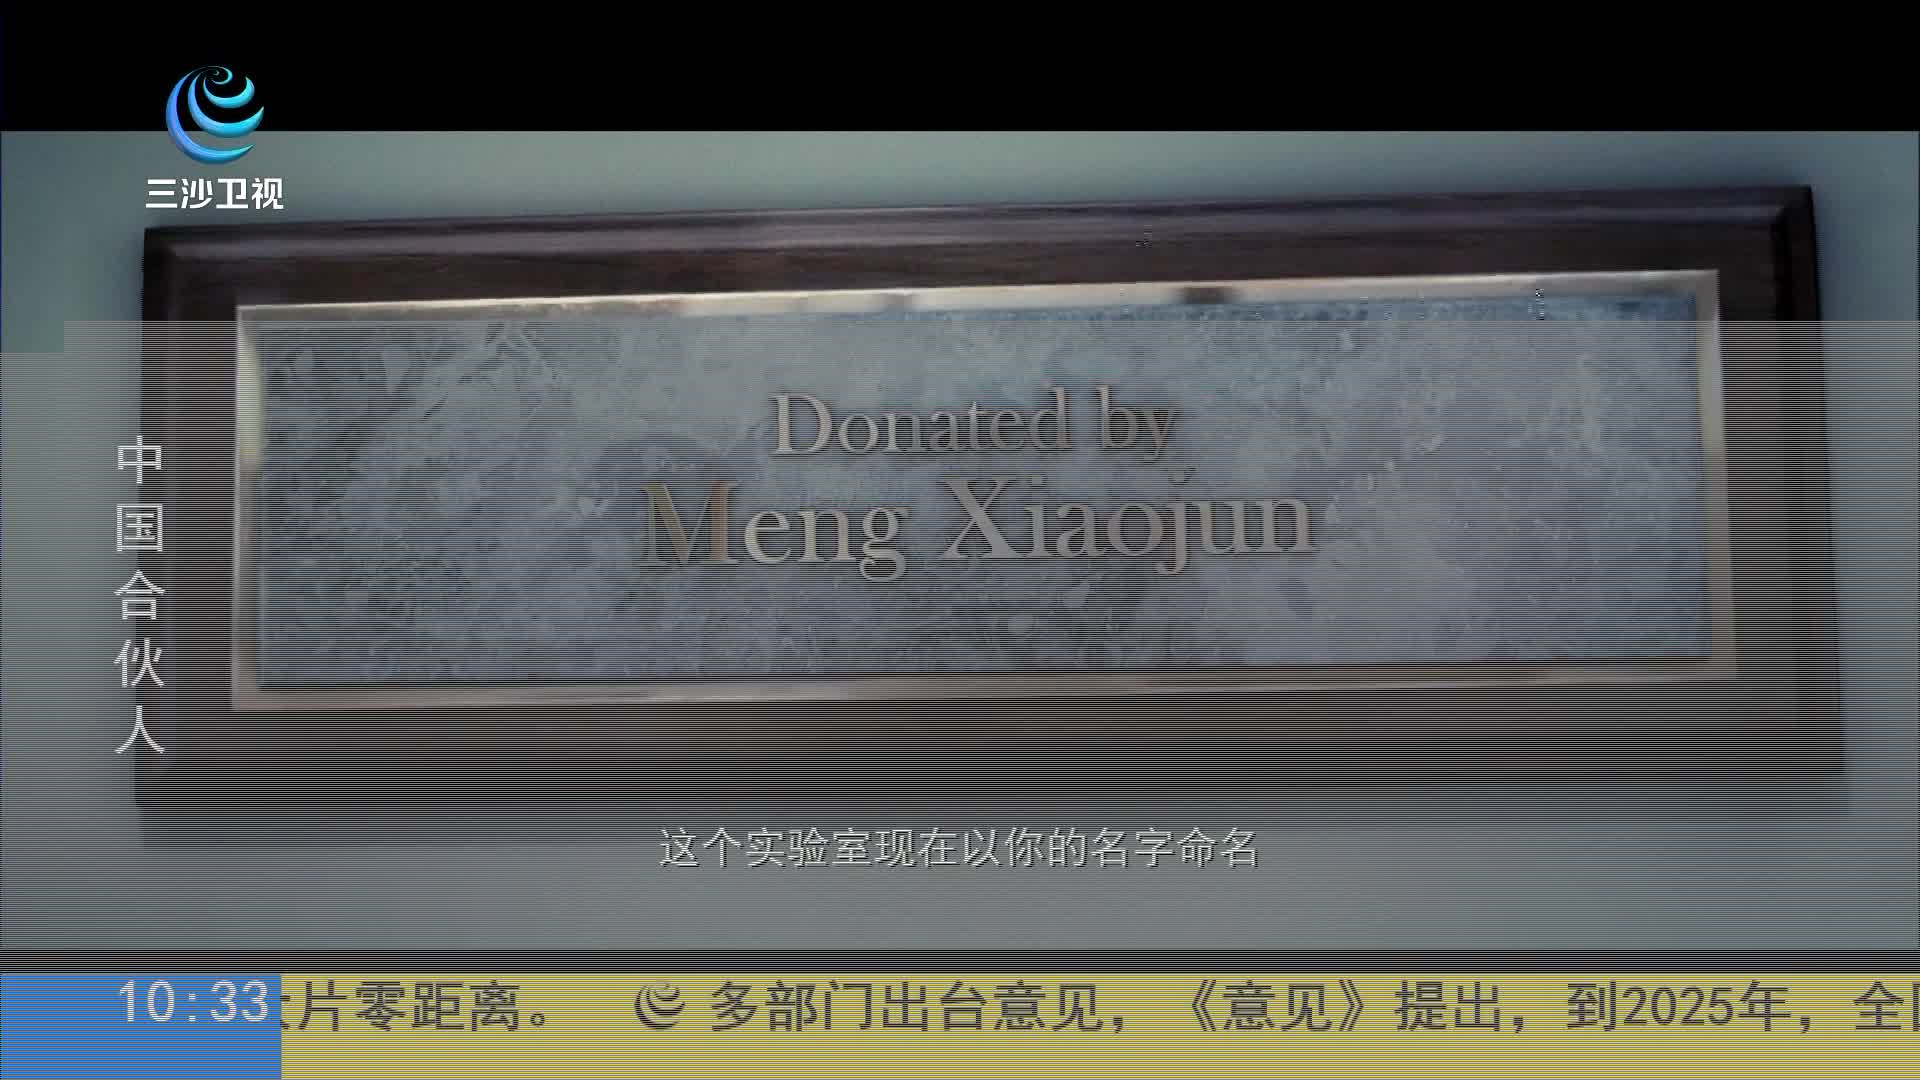 三沙卫视
Donated by
Meng Xiaojun
中国合伙人
这个实验室现在以你的名字命名
10:33
片零距离。 多部门出台意见，《意见》提出，到2025年，全